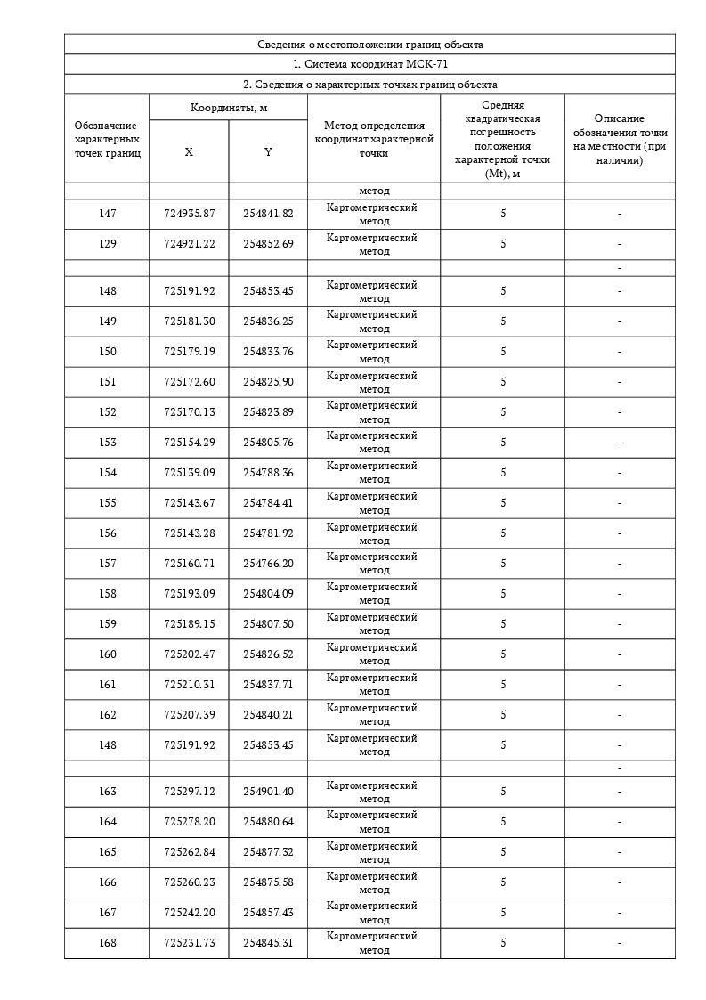 Сведения о местоположении границ объекта
1. Система координат МСК-71
2. Сведения о характерных точках границ объекта
Обозначение характерных точек границ
Координаты, м
X
Y
Метод определения координат характерной точки
Средняя квадратическая погрешность положения характерной точки (Mt), м
Описание обозначения точки на местности (при наличии)
метод
147 724935.87 254841.82 Картометрический метод 5 -
129 724921.22 254852.69 Картометрический метод 5 -
-
148 725191.92 254853.45 Картометрический метод 5 -
149 725181.30 254836.25 Картометрический метод 5 -
150 725179.19 254833.76 Картометрический метод 5 -
151 725172.60 254825.90 Картометрический метод 5 -
152 725170.13 254823.89 Картометрический метод 5 -
153 725154.29 254805.76 Картометрический метод 5 -
154 725139.09 254788.36 Картометрический метод 5 -
155 725143.67 254784.41 Картометрический метод 5 -
156 725143.28 254781.92 Картометрический метод 5 -
157 725160.71 254766.20 Картометрический метод 5 -
158 725193.09 254804.09 Картометрический метод 5 -
159 725189.15 254807.50 Картометрический метод 5 -
160 725202.47 254826.52 Картометрический метод 5 -
161 725210.31 254837.71 Картометрический метод 5 -
162 725207.39 254840.21 Картометрический метод 5 -
148 725191.92 254853.45 Картометрический метод 5 -
-
163 725297.12 254901.40 Картометрический метод 5 -
164 725278.20 254880.64 Картометрический метод 5 -
165 725262.84 254877.32 Картометрический метод 5 -
166 725260.23 254875.58 Картометрический метод 5 -
167 725242.20 254857.43 Картометрический метод 5 -
168 725231.73 254845.31 Картометрический метод 5 -